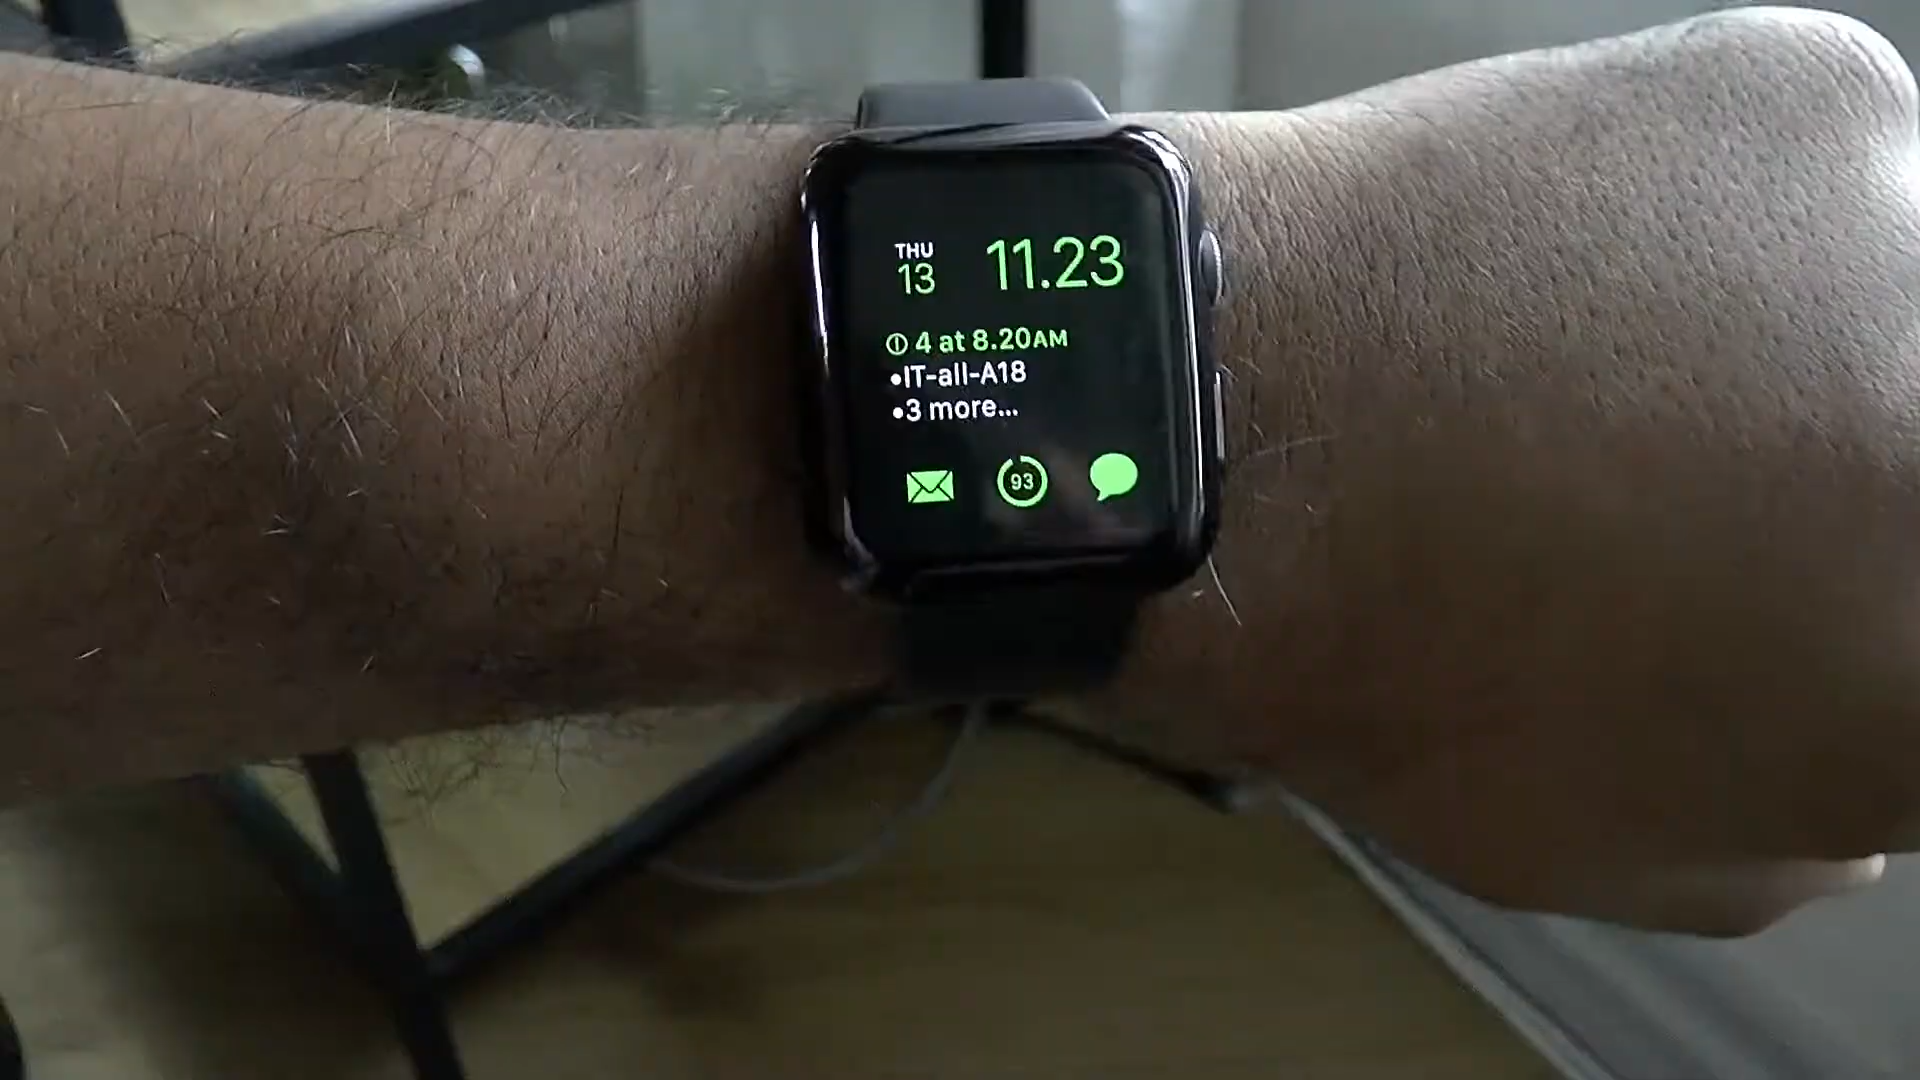 THU
13
11.23
4 at 8.20AM
•IT-all-A18
•3 more...
93